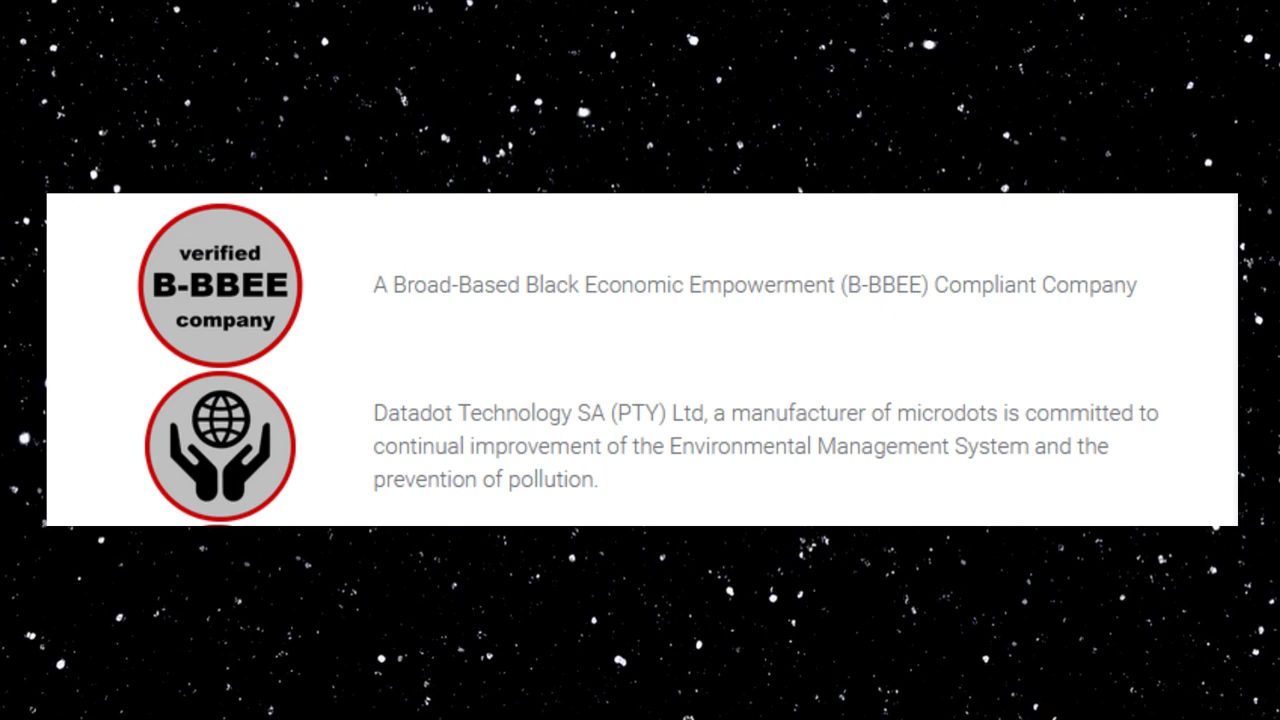 verified
B-BBEE
company
A Broad-Based Black Economic Empowerment (B-BBEE) Compliant Company
Datadot Technology SA (PTY) Ltd, a manufacturer of microdots is committed to
continual improvement of the Environmental Management System and the
prevention of pollution.